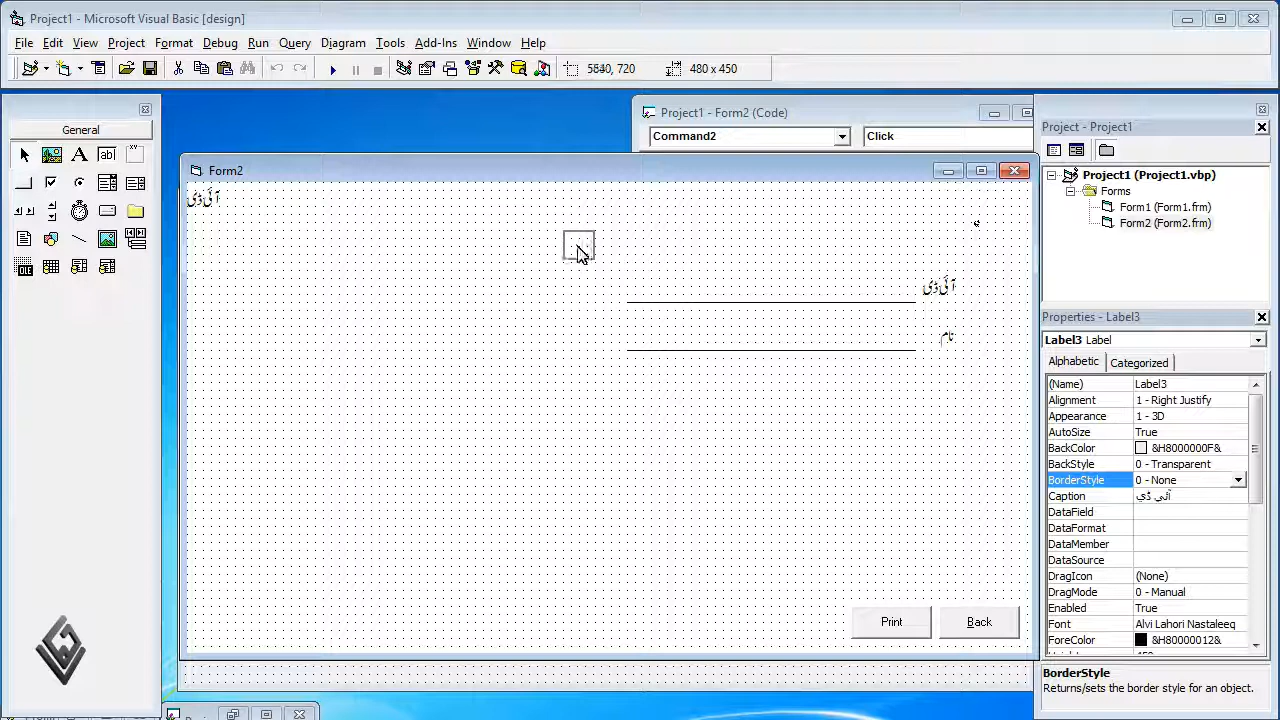 Project1 - Microsoft Visual Basic [design]
File Edit View Project Format Debug Run Query Diagram Tools Add-Ins Window Help
5840, 720 480 x 450
General
ab|
OLE
Project1 - Form2 (Code)
Command2 Click
Form2
آئی ڈی
آئی ڈی
نام
Print Back
Project - Project1
Project1 (Project1.vbp)
Forms
Form1 (Form1.frm)
Form2 (Form2.frm)
Properties - Label3
Label3 Label
Alphabetic Categorized
(Name) Label3
Alignment 1 - Right Justify
Appearance 1 - 3D
AutoSize True
BackColor &H8000000F&
BackStyle 0 - Transparent
BorderStyle 0 - None
Caption آئي ڈي
DataField
DataFormat
DataMember
DataSource
DragIcon (None)
DragMode 0 - Manual
Enabled True
Font Alvi Lahori Nastaleeq
ForeColor &H80000012&
BorderStyle
Returns/sets the border style for an object.